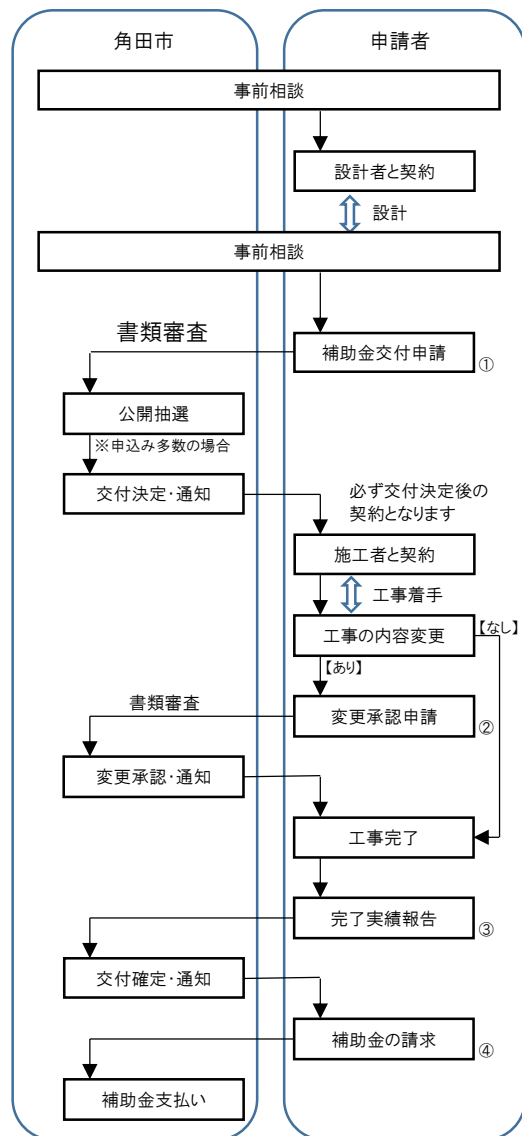 角田市
申請者
事前相談
設計者と契約
設計
事前相談
書類審査
補助金交付申請
①
公開抽選
※申込み多数の場合
交付決定・通知
必ず交付決定後の
契約となります
施工者と契約
工事着手
工事の内容変更
【なし】
【あり】
書類審査
変更承認申請
②
変更承認・通知
工事完了
完了実績報告
③
交付確定・通知
補助金の請求
④
補助金支払い